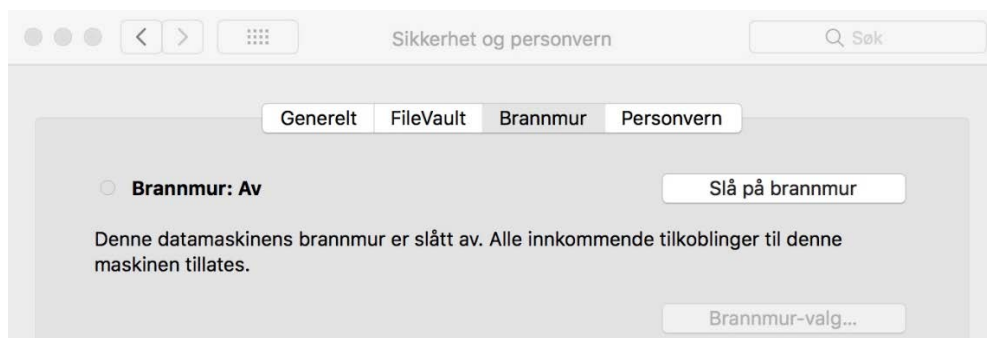 Sikkerhet og personvern
Søk
Generelt FileVault Brannmur Personvern
Brannmur: Av
Slå på brannmur
Denne datamaskinens brannmur er slått av. Alle innkommende tilkoblinger til denne
maskinen tillates.
Brannmur-valg...